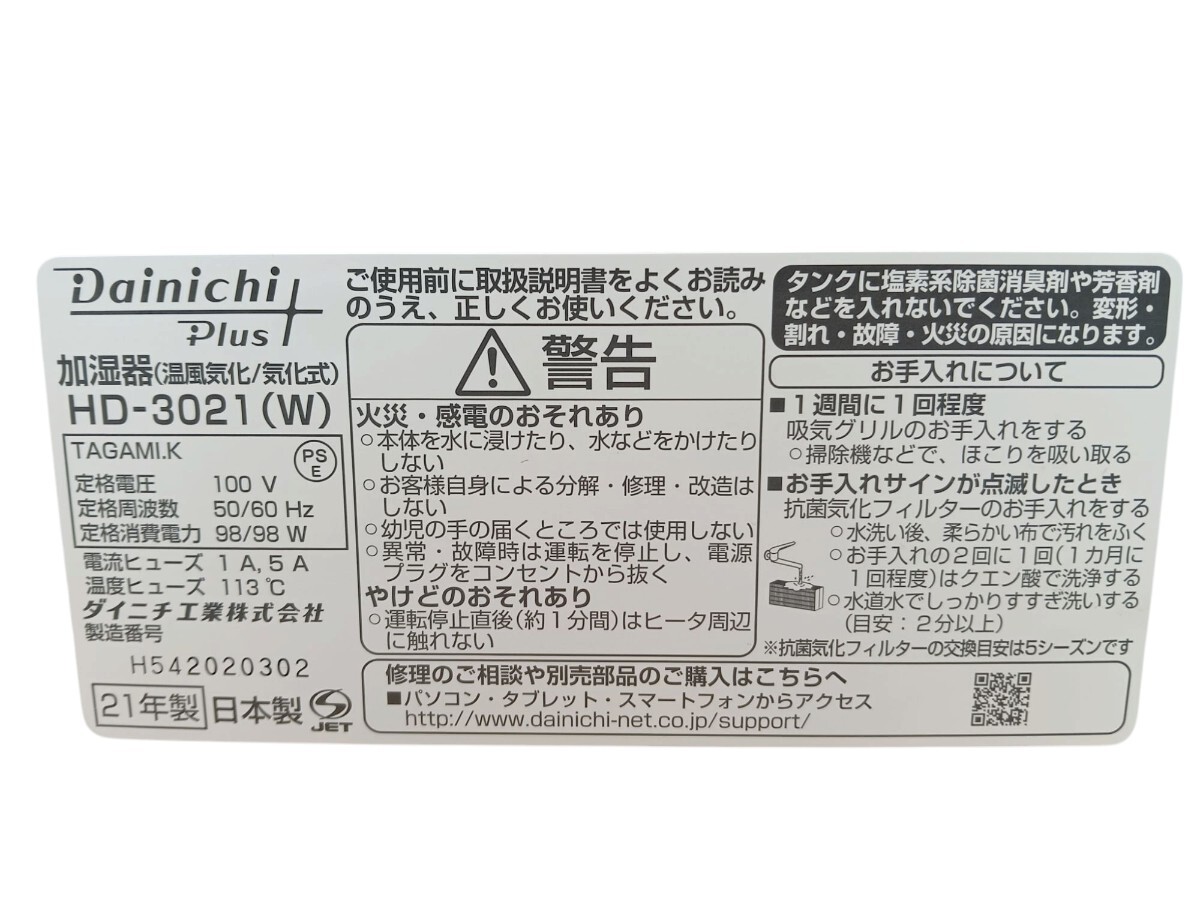 Dainichi
Plus
加湿器(温風気化/気化式)
HD-3021(W)
TAGAMI.K
PS
E
定格電圧 100 V
定格周波数 50/60 Hz
定格消費電力 98/98 W
電流ヒューズ 1 A, 5 A
温度ヒューズ 113℃
ダイニチ工業株式会社
製造番号
H542020302
21年製 日本製 JET
ご使用前に取扱説明書をよくお読み
のうえ、正しくお使いください。
警告
火災・感電のおそれあり
○本体を水に浸けたり、水などをかけたり
しない
○お客様自身による分解・修理・改造は
しない
○幼児の手の届くところでは使用しない
○異常・故障時は運転を停止し、電源
プラグをコンセントから抜く
やけどのおそれあり
○運転停止直後(約1分間)はヒータ周辺
に触れない
タンクに塩素系除菌消臭剤や芳香剤
などを入れないでください。変形・
割れ・故障・火災の原因になります。
お手入れについて
■1週間に1回程度
吸気グリルのお手入れをする
○掃除機などで、ほこりを吸い取る
■お手入れサインが点滅したとき
抗菌気化フィルターのお手入れをする
○水洗い後、柔らかい布で汚れをふく
○お手入れの2回に1回(1カ月に
1回程度)はクエン酸で洗浄する
○水道水でしっかりすすぎ洗いする
(目安:2分以上)
※抗菌気化フィルターの交換目安は5シーズンです
修理のご相談や別売部品のご購入はこちらへ
■パソコン・タブレット・スマートフォンからアクセス
http://www.dainichi-net.co.jp/support/